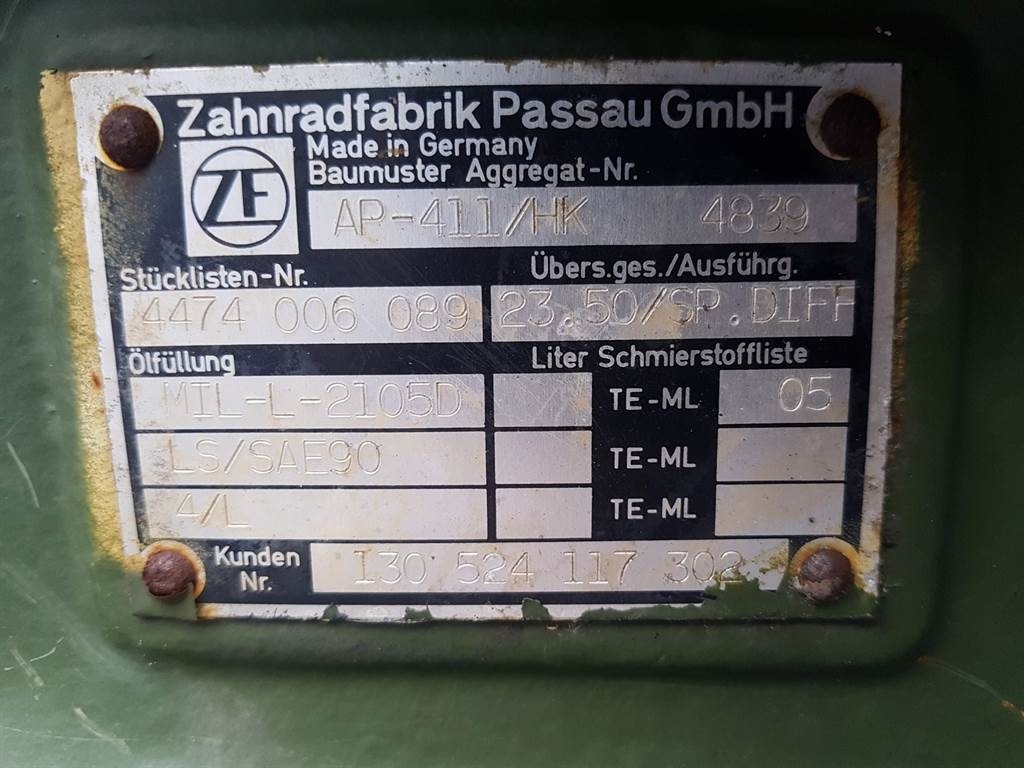 Zahnradfabrik Passau GmbH
ZF
Made in Germany
Baumuster Aggregat-Nr.
AP-411/HK 4839
Stücklisten-Nr. Übers.ges./Ausführg.
4474 006 089 23.50/SP.DIFF
Ölfüllung Liter Schmierstoffliste
MIL-L-2105D TE-ML 05
LS/SAE90 TE-ML
4/L TE-ML
Kunden
Nr.
130 524 117 302